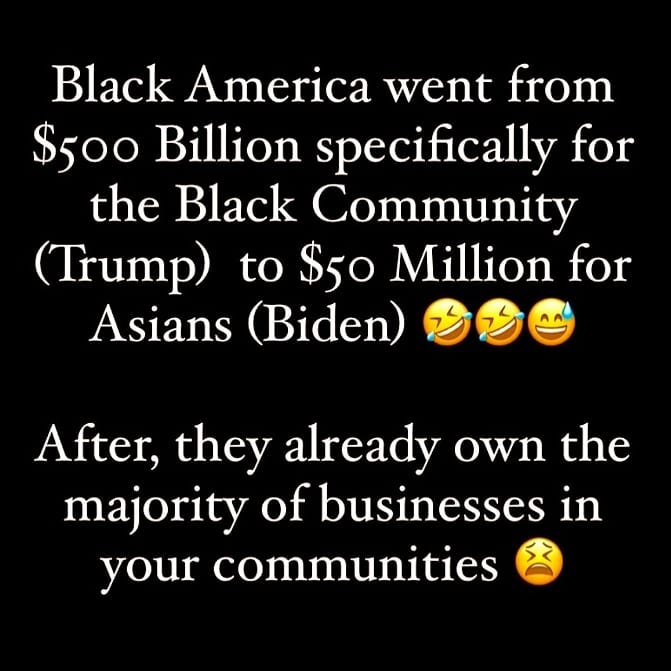 Black America went from
$500 Billion specifically for
the Black Community
(Trump) to $50 Million for
Asians (Biden) 🤣🤣😅
After, they already own the
majority of businesses in
your communities 😫